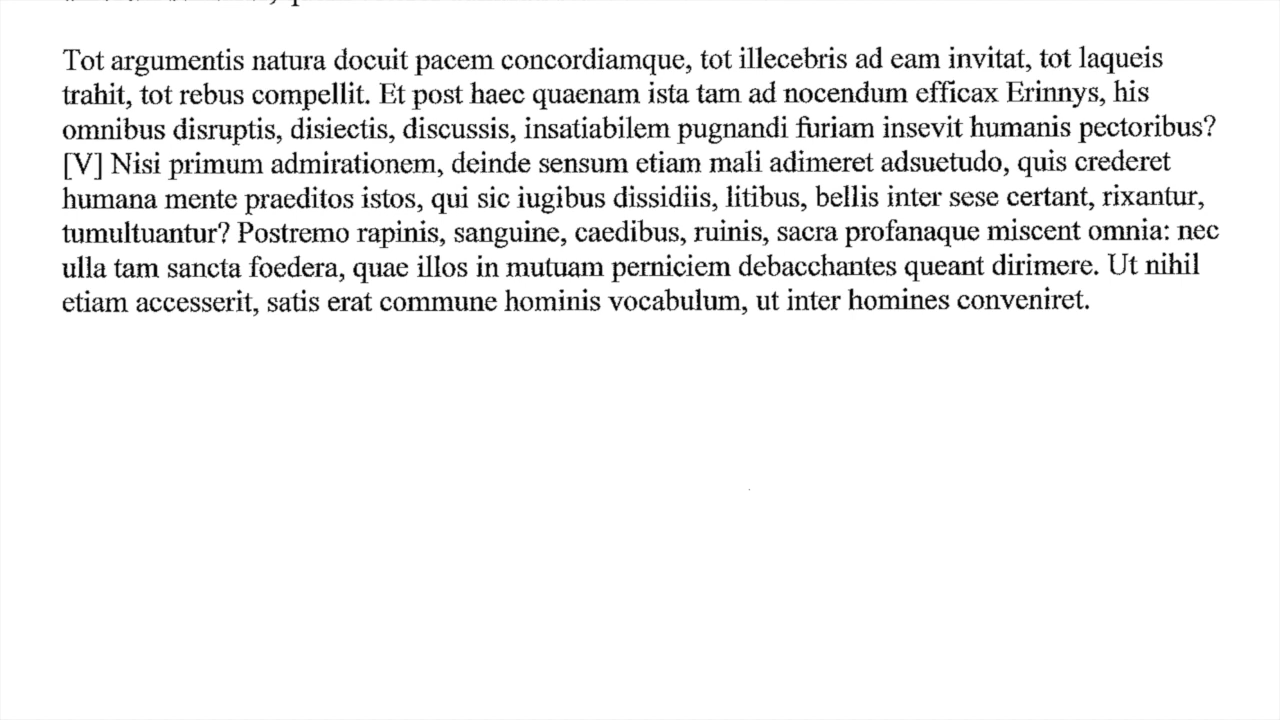 Tot argumentis natura docuit pacem concordiamque, tot illecebris ad eam invitat, tot laqueis
trahit, tot rebus compellit. Et post haec quaenam ista tam ad nocendum efficax Erinnys, his
omnibus disruptis, disiectis, discussis, insatiabilem pugnandi furiam insevit humanis pectoribus?
[V] Nisi primum admirationem, deinde sensum etiam mali adimeret adsuetudo, quis crederet
humana mente praeditos istos, qui sic iugibus dissidiis, litibus, bellis inter sese certant, rixantur,
tumultuantur? Postremo rapinis, sanguine, caedibus, ruinis, sacra profanaque miscent omnia: nec
ulla tam sancta foedera, quae illos in mutuam perniciem debacchantes queant dirimere. Ut nihil
etiam accesserit, satis erat commune hominis vocabulum, ut inter homines conveniret.